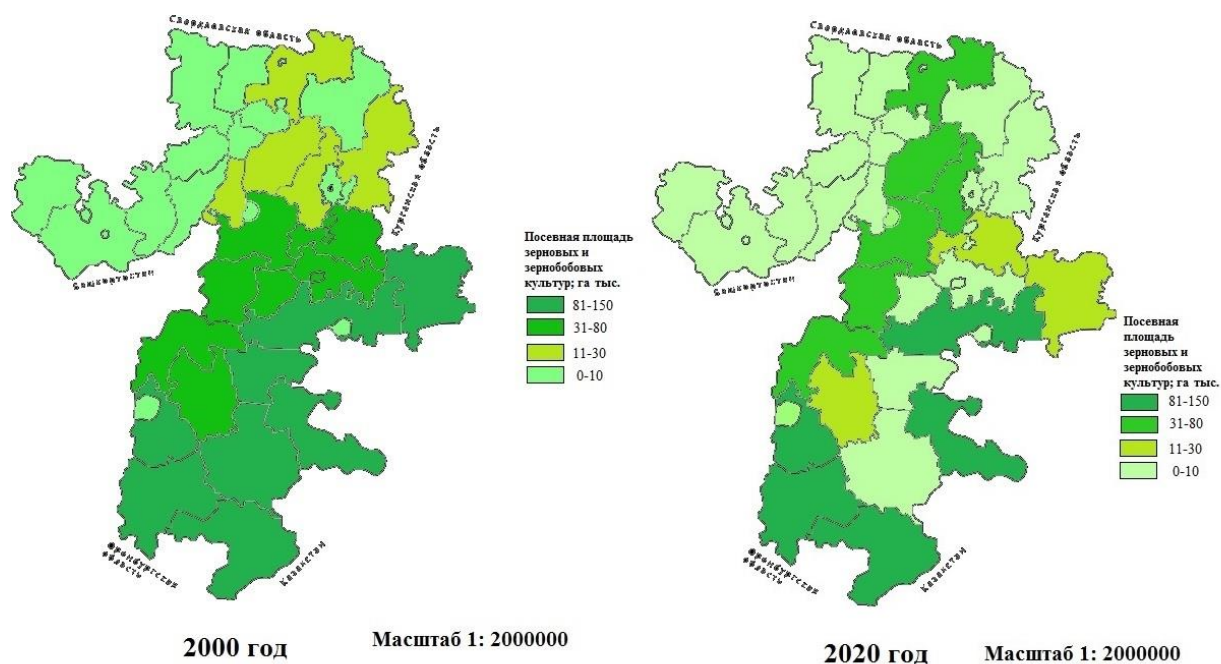 Свердловская область
Курганская область
Башкортостан
Посевная площадь
зерновых и
зернобобовых
культур; га тыс.
81-150
31-80
11-30
0-10
Оренбургская
область
Казахстан
2000 год
Масштаб 1: 2000000
Свердловская область
Курганская область
Башкортостан
Посевная
площадь
зерновых и
зернобобовых
культур; га тыс.
81-150
31-80
11-30
0-10
Оренбургская
область
Казахстан
2020 год
Масштаб 1: 2000000